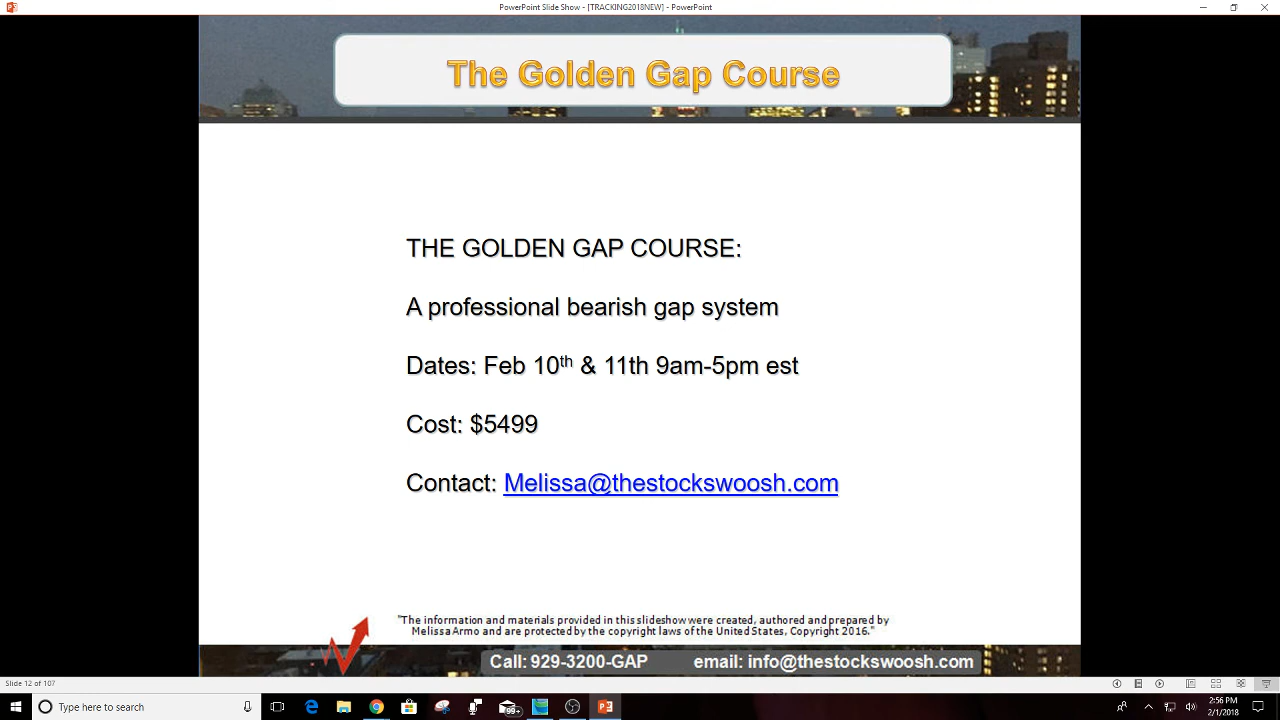 PowerPoint Slide Show - [TRACKING2018NEW] - PowerPoint
The Golden Gap Course
THE GOLDEN GAP COURSE:
A professional bearish gap system
Dates: Feb 10th & 11th 9am-5pm est
Cost: $5499
Contact: Melissa@thestockswoosh.com
"The information and materials provided in this slideshow were created, authored and prepared by
Melissa Armo and are protected by the copyright laws of the United States, Copyright 2016."
Call: 929-3200-GAP email: info@thestockswoosh.com
Slide 12 of 107
Type here to search
99+
2:56 PM
2/1/2018